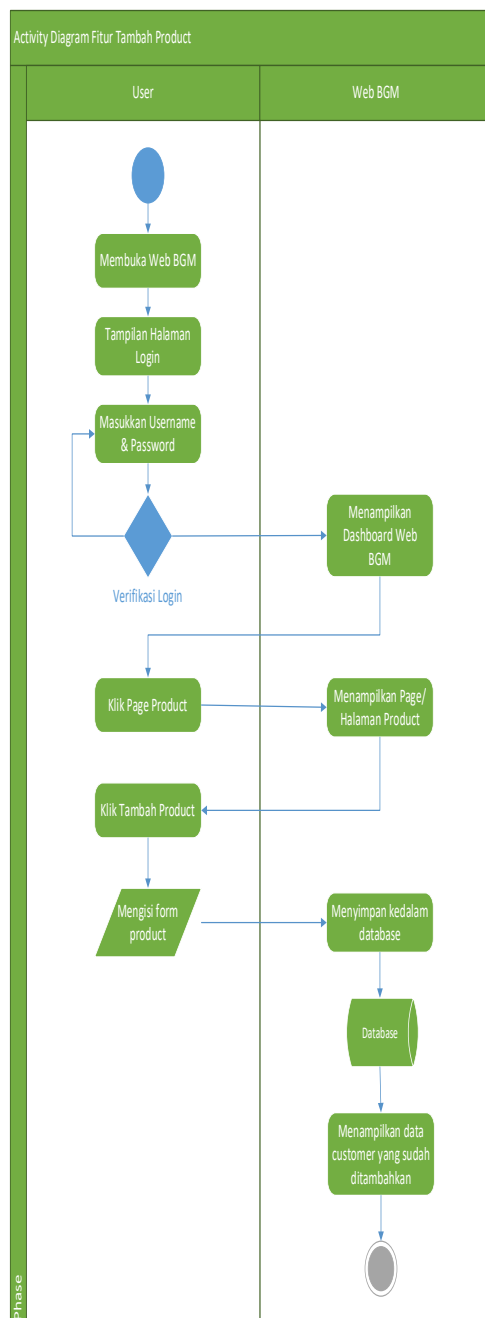 Activity Diagram Fitur Tambah Product
User
Web BGM
Membuka Web BGM
Tampilan Halaman
Login
Masukkan Username
& Password
Verifikasi Login
Menampilkan
Dashboard Web
BGM
Klik Page Product
Menampilkan Page/
Halaman Product
Klik Tambah Product
Mengisi form
product
Menyimpan kedalam
database
Database
Menampilkan data
customer yang sudah
ditambahkan
Phase